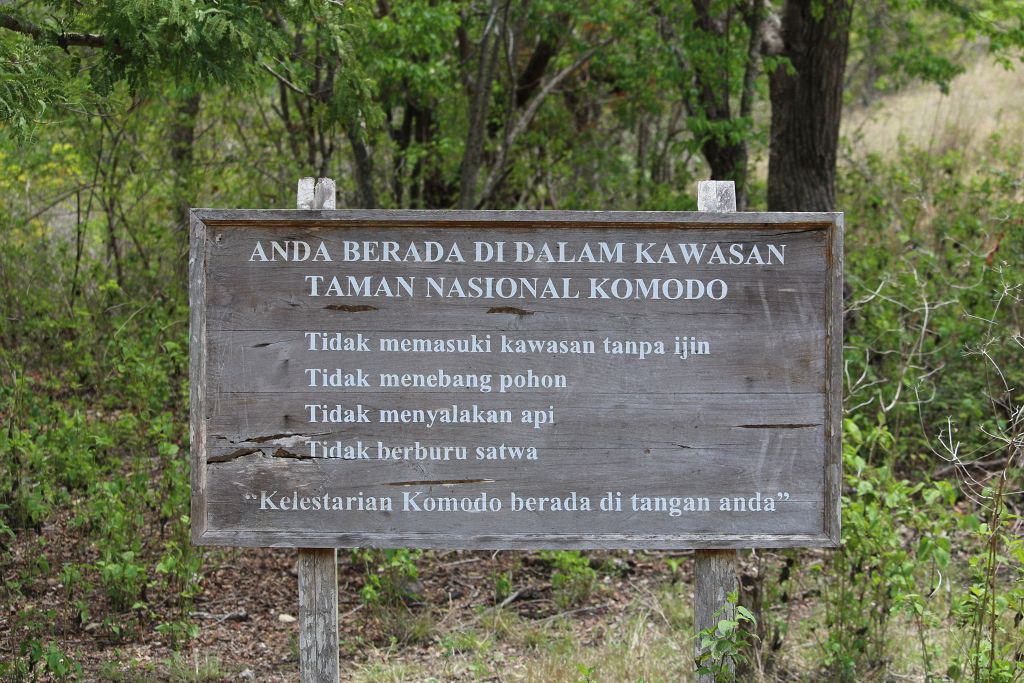 ANDA BERADA DI DALAM KAWASAN
TAMAN NASIONAL KOMODO
Tidak memasuki kawasan tanpa ijin
Tidak menebang pohon
Tidak menyalakan api
Tidak berburu satwa
“Kelestarian Komodo berada di tangan anda”